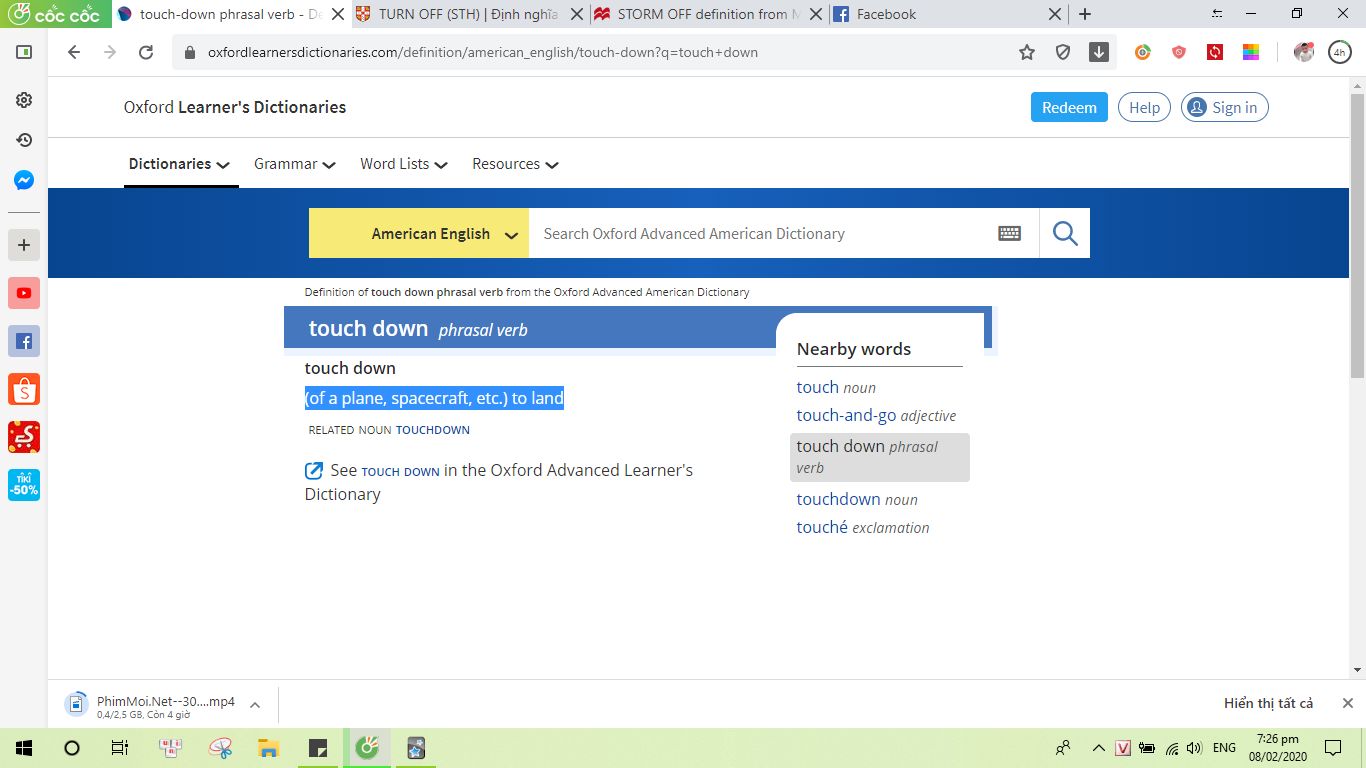 cốc cốc
touch-down phrasal verb - De
TURN OFF (STH) | Định nghĩa
STORM OFF definition from M
Facebook
oxfordlearnersdictionaries.com/definition/american_english/touch-down?q=touch+down
4h
Oxford Learner's Dictionaries
Redeem
Help
Sign in
Dictionaries
Grammar
Word Lists
Resources
American English
Search Oxford Advanced American Dictionary
Definition of touch down phrasal verb from the Oxford Advanced American Dictionary
touch down phrasal verb
touch down
(of a plane, spacecraft, etc.) to land
RELATED NOUN TOUCHDOWN
See TOUCH DOWN in the Oxford Advanced Learner's
Dictionary
Nearby words
touch noun
touch-and-go adjective
touch down phrasal
verb
touchdown noun
touché exclamation
TIKI
-50%
PhimMoi.Net--30....mp4
0,4/2,5 GB, Còn 4 giờ
Hiển thị tất cả
V
ENG
7:26 pm
08/02/2020